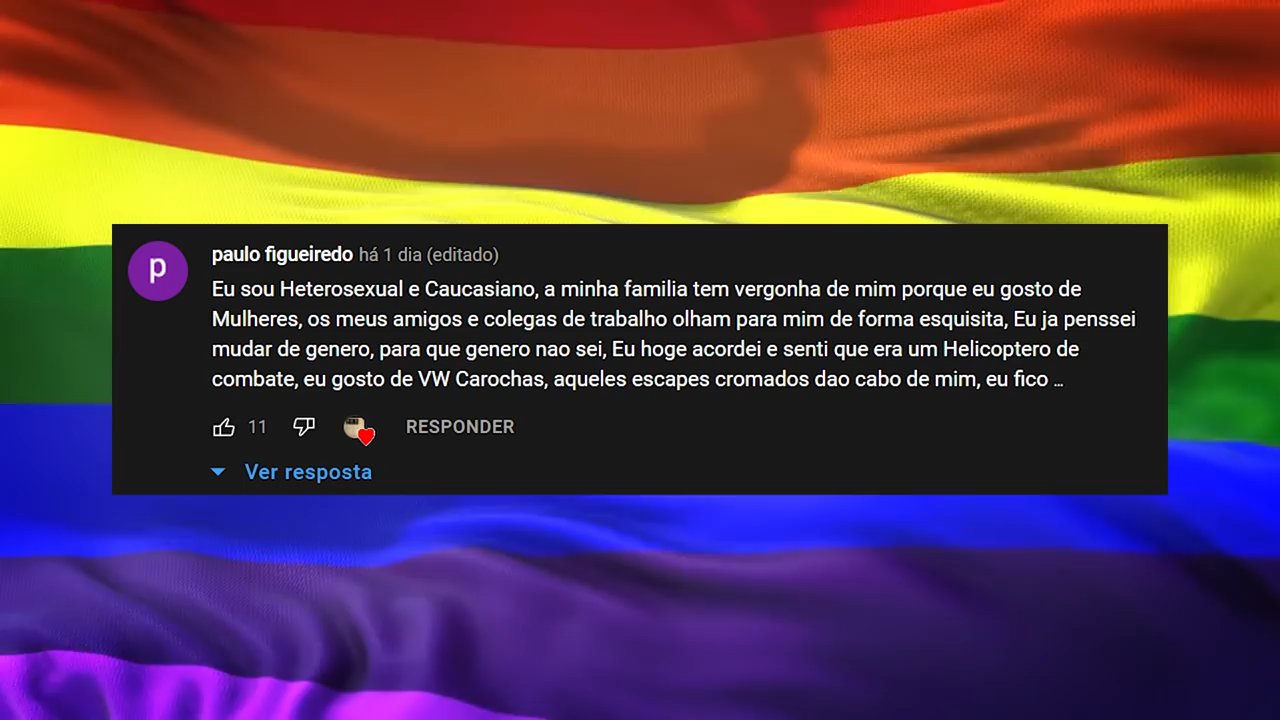 p
paulo figueiredo há 1 dia (editado)
Eu sou Heterosexual e Caucasiano, a minha familia tem vergonha de mim porque eu gosto de
Mulheres, os meus amigos e colegas de trabalho olham para mim de forma esquisita, Eu ja penssei
mudar de genero, para que genero nao sei, Eu hoje acordei e senti que era um Helicoptero de
combate, eu gosto de VW Carochas, aqueles escapes cromados dao cabo de mim, eu fico ...
11 RESPONDER
Ver resposta